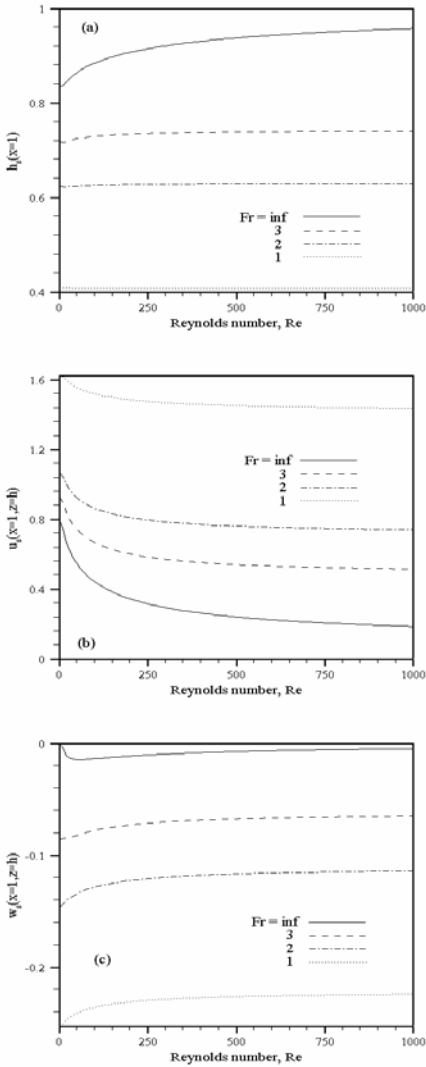 (a)
1
0.8
0.6
0.4
h_s(x=1)
Fr = inf
3
2
1
0 250 500 750 1000
Reynolds number, Re
1.6
1.2
0.8
0.4
0
u_s(x=1,z=h)
Fr = inf
3
2
1
(b)
0 250 500 750 1000
Reynolds number, Re
0
-0.1
-0.2
w_s(x=1,z=h)
Fr = inf
3
2
1
(c)
0 250 500 750 1000
Reynolds number, Re